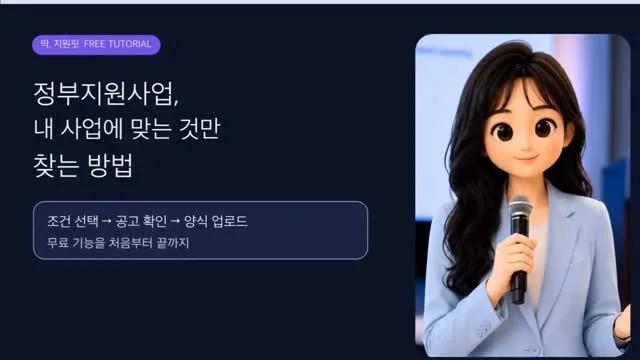 딱, 지원핏 FREE TUTORIAL
정부지원사업,
내 사업에 맞는 것만
찾는 방법
조건 선택 → 공고 확인 → 양식 업로드
무료 기능을 처음부터 끝까지